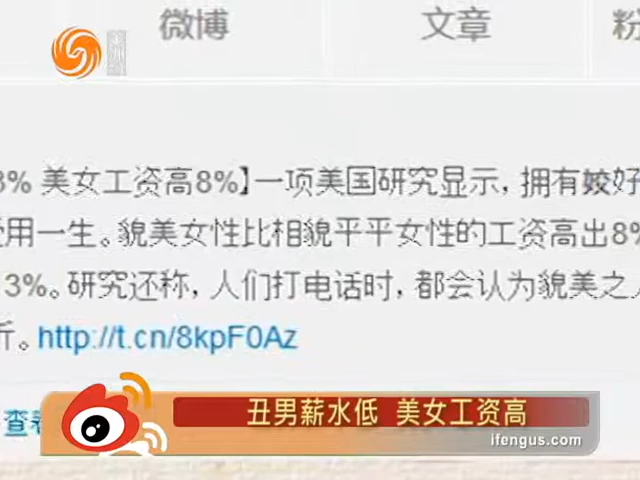 微博 文章 粉
3% 美女工资高8%】一项美国研究显示，拥有姣好
受用一生。貌美女性比相貌平平女性的工资高出8%
13%。研究还称，人们打电话时，都会认为貌美之人
斤。http://t.cn/8kpF0Az
查看
丑男薪水低 美女工资高
ifengus.com